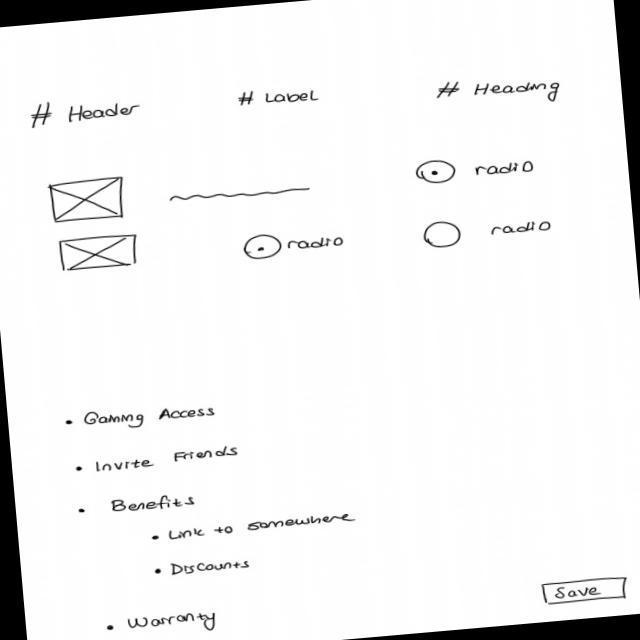 # Header
# Label
# Heading
radio
radio
radio
• Gaming Access
• Invite Friends
• Benefits
• Link to somewhere
• Discounts
• Warranty
Save